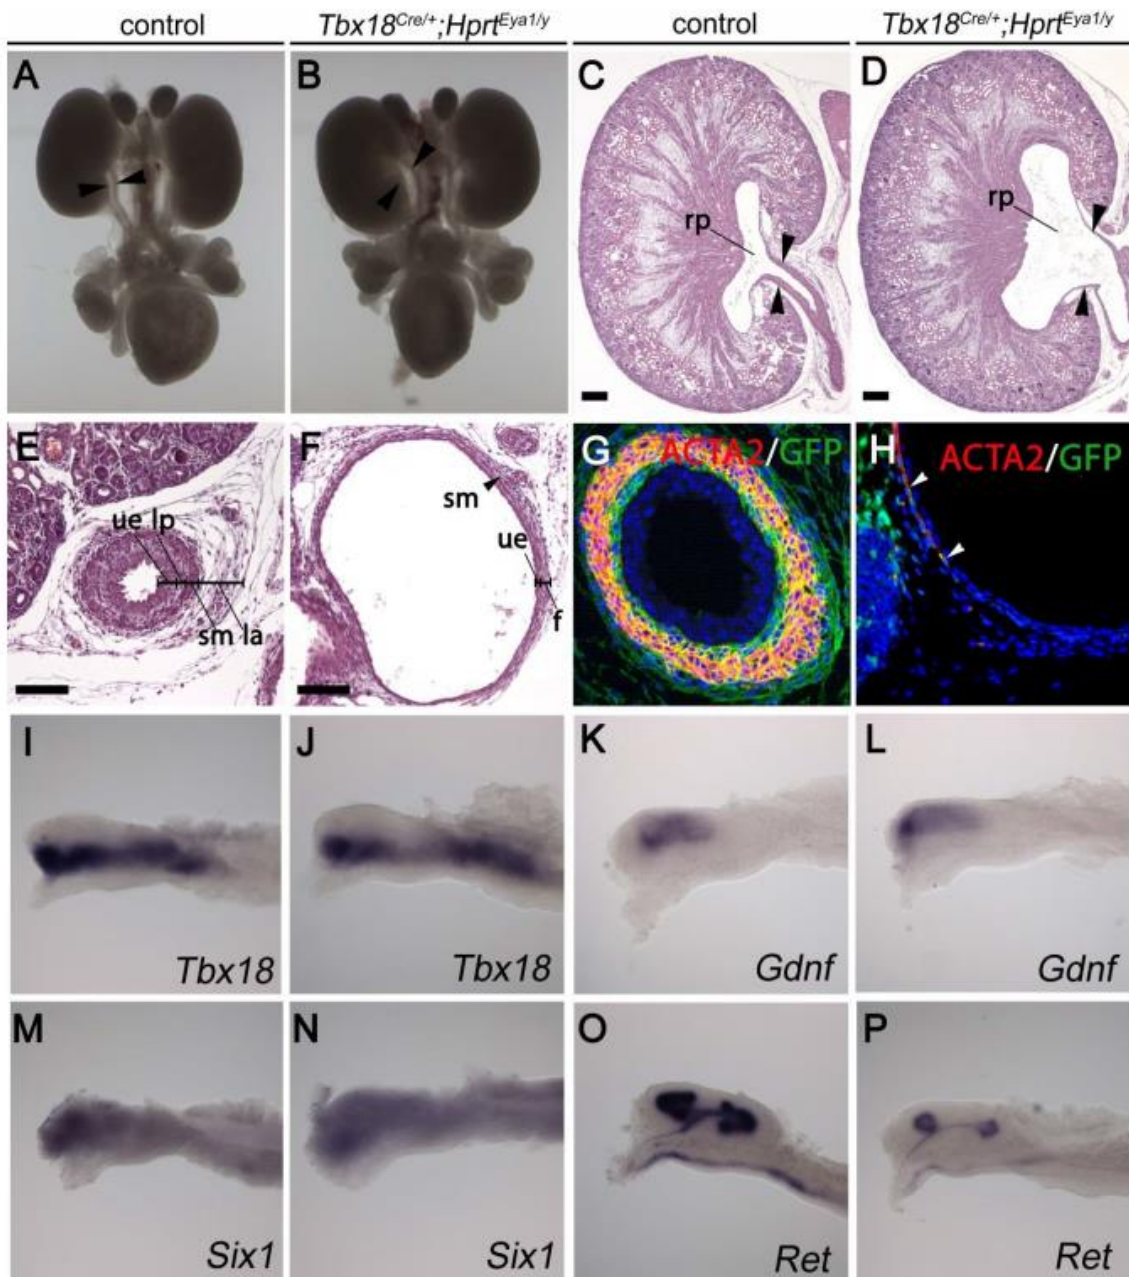 control Tbx18Cre/+;HprtEya1/y control Tbx18Cre/+;HprtEya1/y
A B C D
rp rp
E F G ACTA2/GFP H ACTA2/GFP
sm
ue lp ue
sm la f
I J K L
Tbx18 Tbx18 Gdnf Gdnf
M N O P
Six1 Six1 Ret Ret